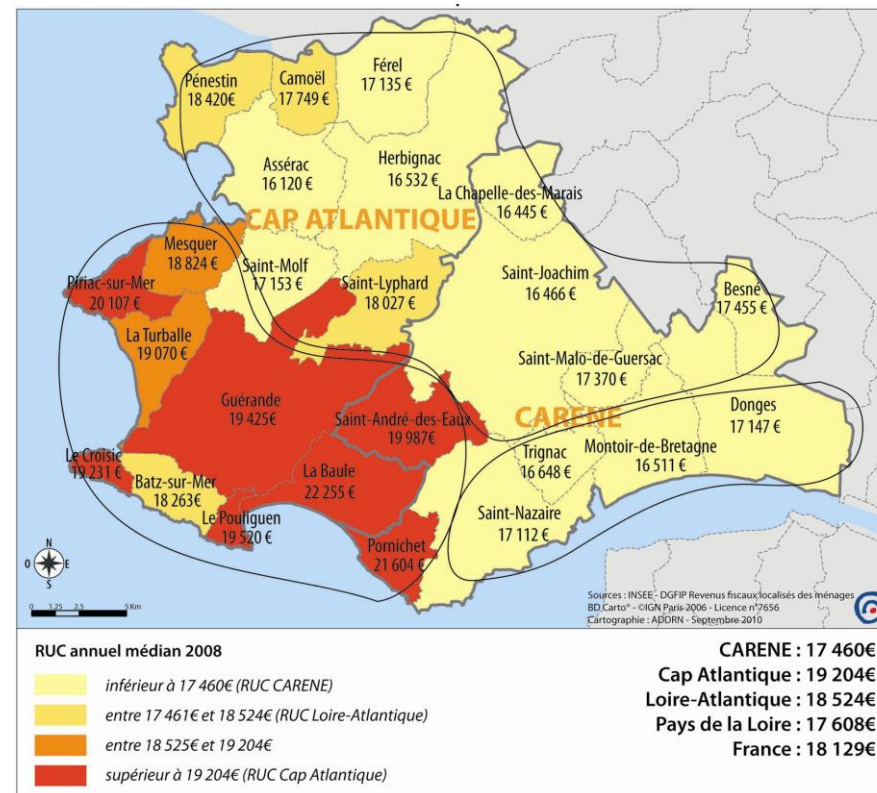 Pénestin
18 420€
Camoël
17 749 €
Férel
17 135 €
Assérac
16 120 €
Herbignac
16 532 €
La Chapelle-des-Marais
16 445 €
CAP ATLANTIQUE
Mesquer
18 824 €
Piriac-sur-Mer
20 107 €
Saint-Molf
17 153 €
Saint-Lyphard
18 027 €
Saint-Joachim
16 466 €
Besné
17 455 €
La Turballe
19 070 €
Saint-Malo-de-Guersac
17 370 €
Guérande
19 425€
Saint-André-des-Eaux
19 987€
CARENE
Donges
17 147 €
Le Croisic
19 231 €
Batz-sur-Mer
18 263€
La Baule
22 255 €
Trignac
16 648 €
Montoir-de-Bretagne
16 511 €
Le Pouliguen
19 520 €
Pornichet
21 604 €
Saint-Nazaire
17 112 €
N
O E
S
0 1,25 2,5 5 Km
Sources : INSEE - DGFIP Revenus fiscaux localisés des ménages
BD Carto® - ©IGN Paris 2006 - Licence n°7656
Cartographie : ADDRN - Septembre 2010
RUC annuel médian 2008
inférieur à 17 460€ (RUC CARENE)
entre 17 461€ et 18 524€ (RUC Loire-Atlantique)
entre 18 525€ et 19 204€
supérieur à 19 204€ (RUC Cap Atlantique)
CARENE : 17 460€
Cap Atlantique : 19 204€
Loire-Atlantique : 18 524€
Pays de la Loire : 17 608€
France : 18 129€